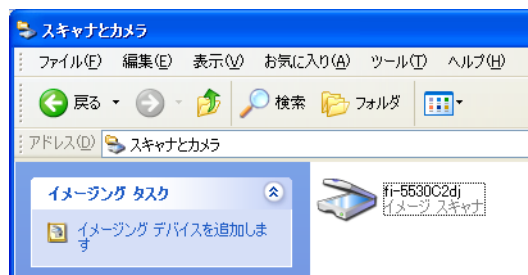 スキャナとカメラ
ファイル(F) 編集(E) 表示(V) お気に入り(A) ツール(T) ヘルプ(H)
戻る 検索 フォルダ
アドレス(D) スキャナとカメラ
イメージング タスク
イメージング デバイスを追加しま
す
fi-5530C2dj
イメージ スキャナ